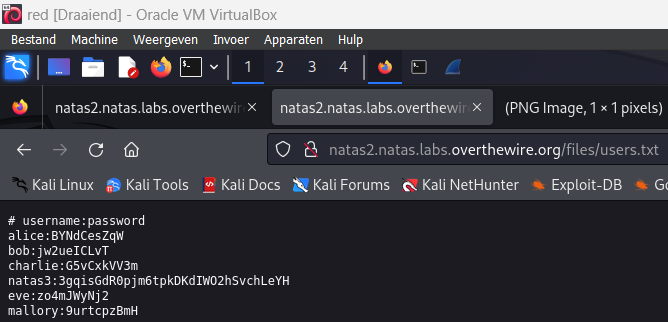 red [Draaiend] - Oracle VM VirtualBox
Bestand Machine Weergeven Invoer Apparaten Help
1 2 3 4
natas2.natas.labs.overthewire natas2.natas.labs.overthewire (PNG Image, 1 × 1 pixels)
natas2.natas.labs.overthewire.org/files/users.txt
Kali Linux Kali Tools Kali Docs Kali Forums Kali NetHunter Exploit-DB Go
# username:password
alice:BYNdCesZqW
bob:jw2ueICLvT
charlie:G5vCxkVV3m
natas3:3gqisGdR0pjm6tpkDKdIWO2hSvchLeYH
eve:zo4mJWyNj2
mallory:9urtcpzBmH